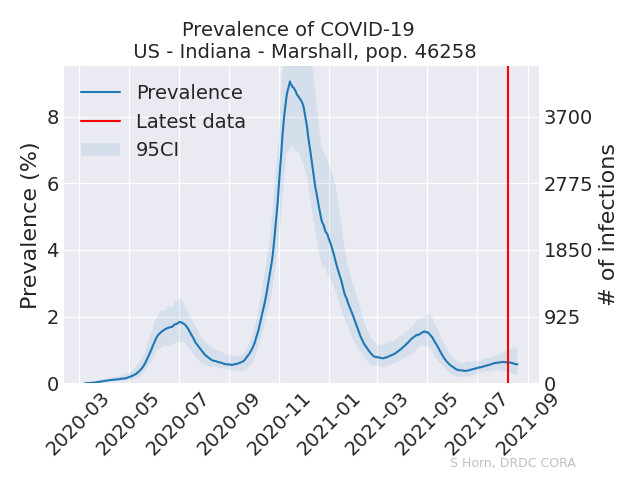 Prevalence of COVID-19
US - Indiana - Marshall, pop. 46258
Prevalence
Latest data
95CI
Prevalence (%)
8
6
4
2
0
3700
2775
1850
925
0
# of infections
2020-03
2020-05
2020-07
2020-09
2020-11
2021-01
2021-03
2021-05
2021-07
2021-09
S Horn, DRDC CORA